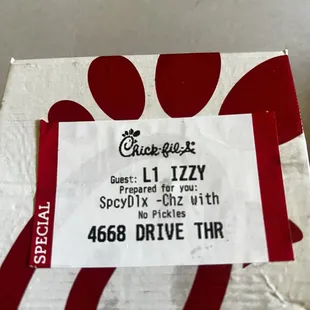 Chick-fil-A
Guest: L1 IZZY
Prepared for you:
SpcyDlx -Chz with
No Pickles
4668 DRIVE THR
SPECIAL